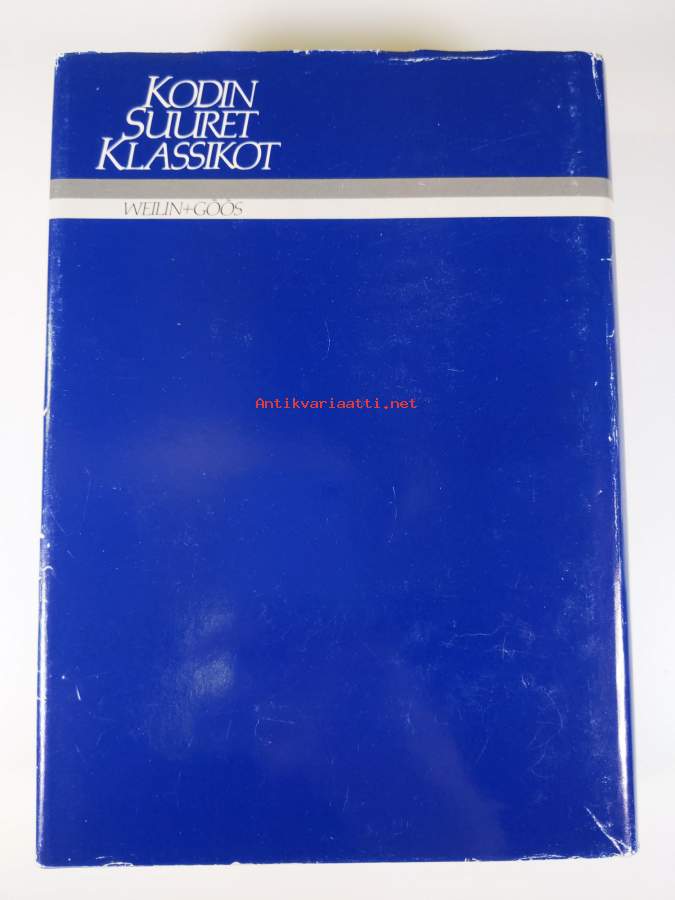 KODIN
SUURET
KLASSIKOT
WEILIN+GÖÖS
Antikvariaatti.net